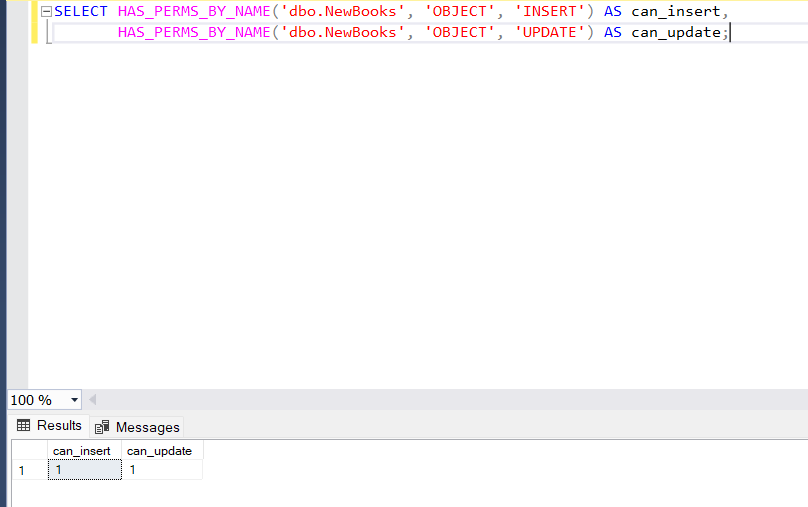 SELECT HAS_PERMS_BY_NAME('dbo.NewBooks', 'OBJECT', 'INSERT') AS can_insert,
HAS_PERMS_BY_NAME('dbo.NewBooks', 'OBJECT', 'UPDATE') AS can_update;
100 %
Results Messages
can_insert can_update
1 1 1